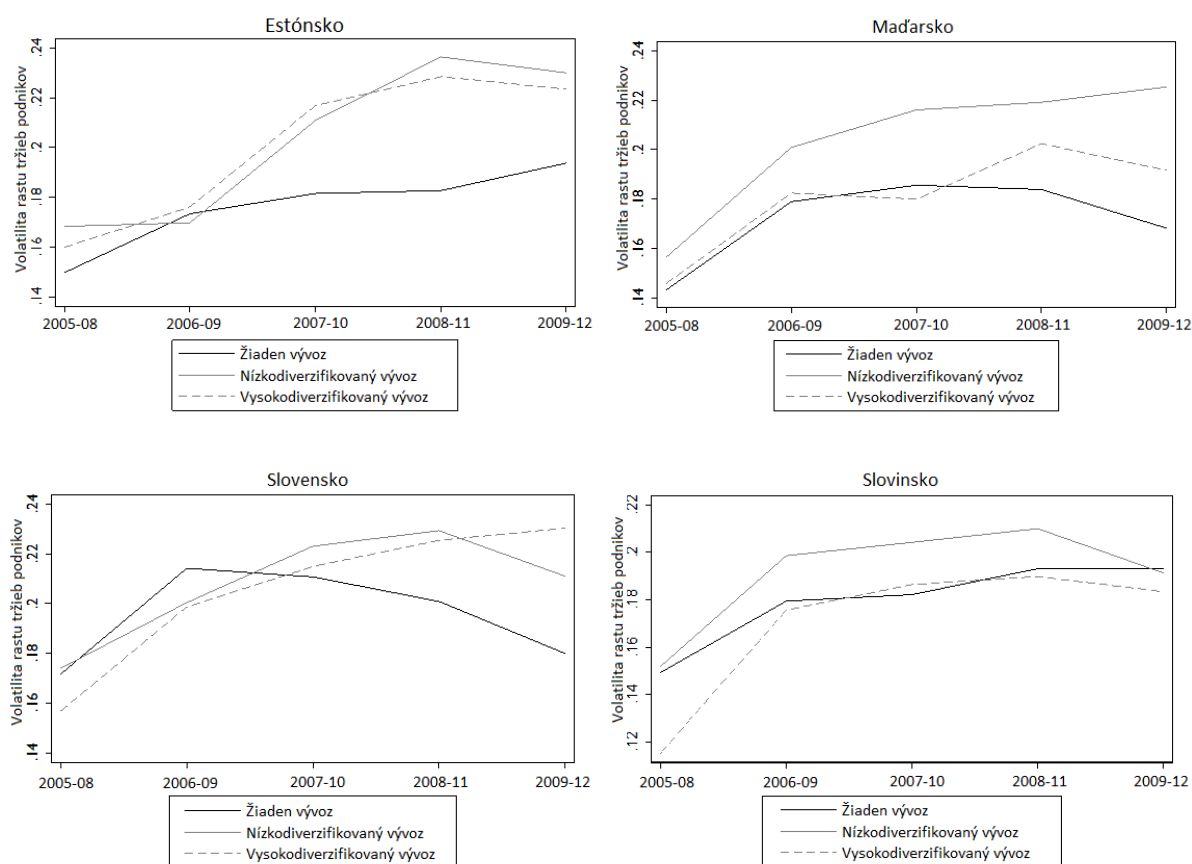 Estónsko
Volatilita rastu tržieb podnikov
.24
.22
.2
.18
.16
.14
2005-08 2006-09 2007-10 2008-11 2009-12
Žiaden vývoz
Nízkodiverzifikovaný vývoz
Vysokodiverzifikovaný vývoz
Maďarsko
Volatilita rastu tržieb podnikov
.24
.22
.2
.18
.16
.14
2005-08 2006-09 2007-10 2008-11 2009-12
Žiaden vývoz
Nízkodiverzifikovaný vývoz
Vysokodiverzifikovaný vývoz
Slovensko
Volatilita rastu tržieb podnikov
.24
.22
.2
.18
.16
.14
2005-08 2006-09 2007-10 2008-11 2009-12
Žiaden vývoz
Nízkodiverzifikovaný vývoz
Vysokodiverzifikovaný vývoz
Slovinsko
Volatilita rastu tržieb podnikov
.22
.2
.18
.16
.14
.12
2005-08 2006-09 2007-10 2008-11 2009-12
Žiaden vývoz
Nízkodiverzifikovaný vývoz
Vysokodiverzifikovaný vývoz